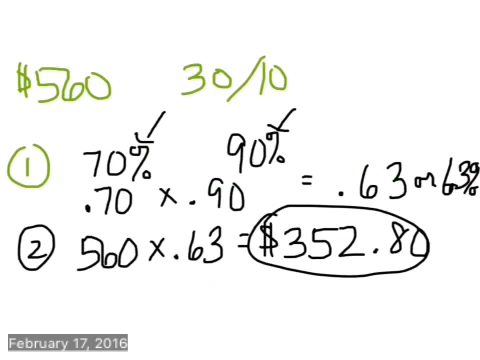 $560 30/10
① 70% 90%
.70 x .90 = .63 or 63%
② 560 x .63 = $352.80
February 17, 2016